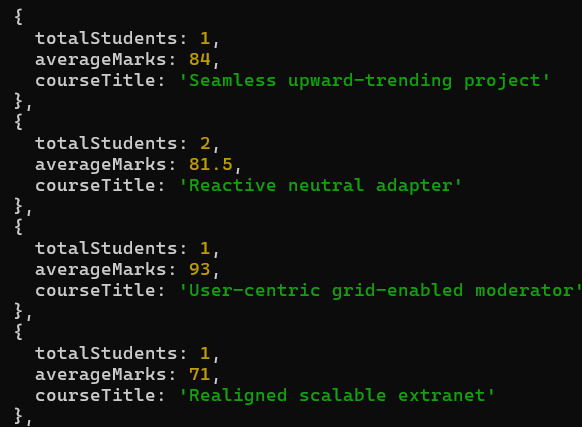 {
  totalStudents: 1,
  averageMarks: 84,
  courseTitle: 'Seamless upward-trending project'
},
{
  totalStudents: 2,
  averageMarks: 81.5,
  courseTitle: 'Reactive neutral adapter'
},
{
  totalStudents: 1,
  averageMarks: 93,
  courseTitle: 'User-centric grid-enabled moderator'
},
{
  totalStudents: 1,
  averageMarks: 71,
  courseTitle: 'Realigned scalable extranet'
},